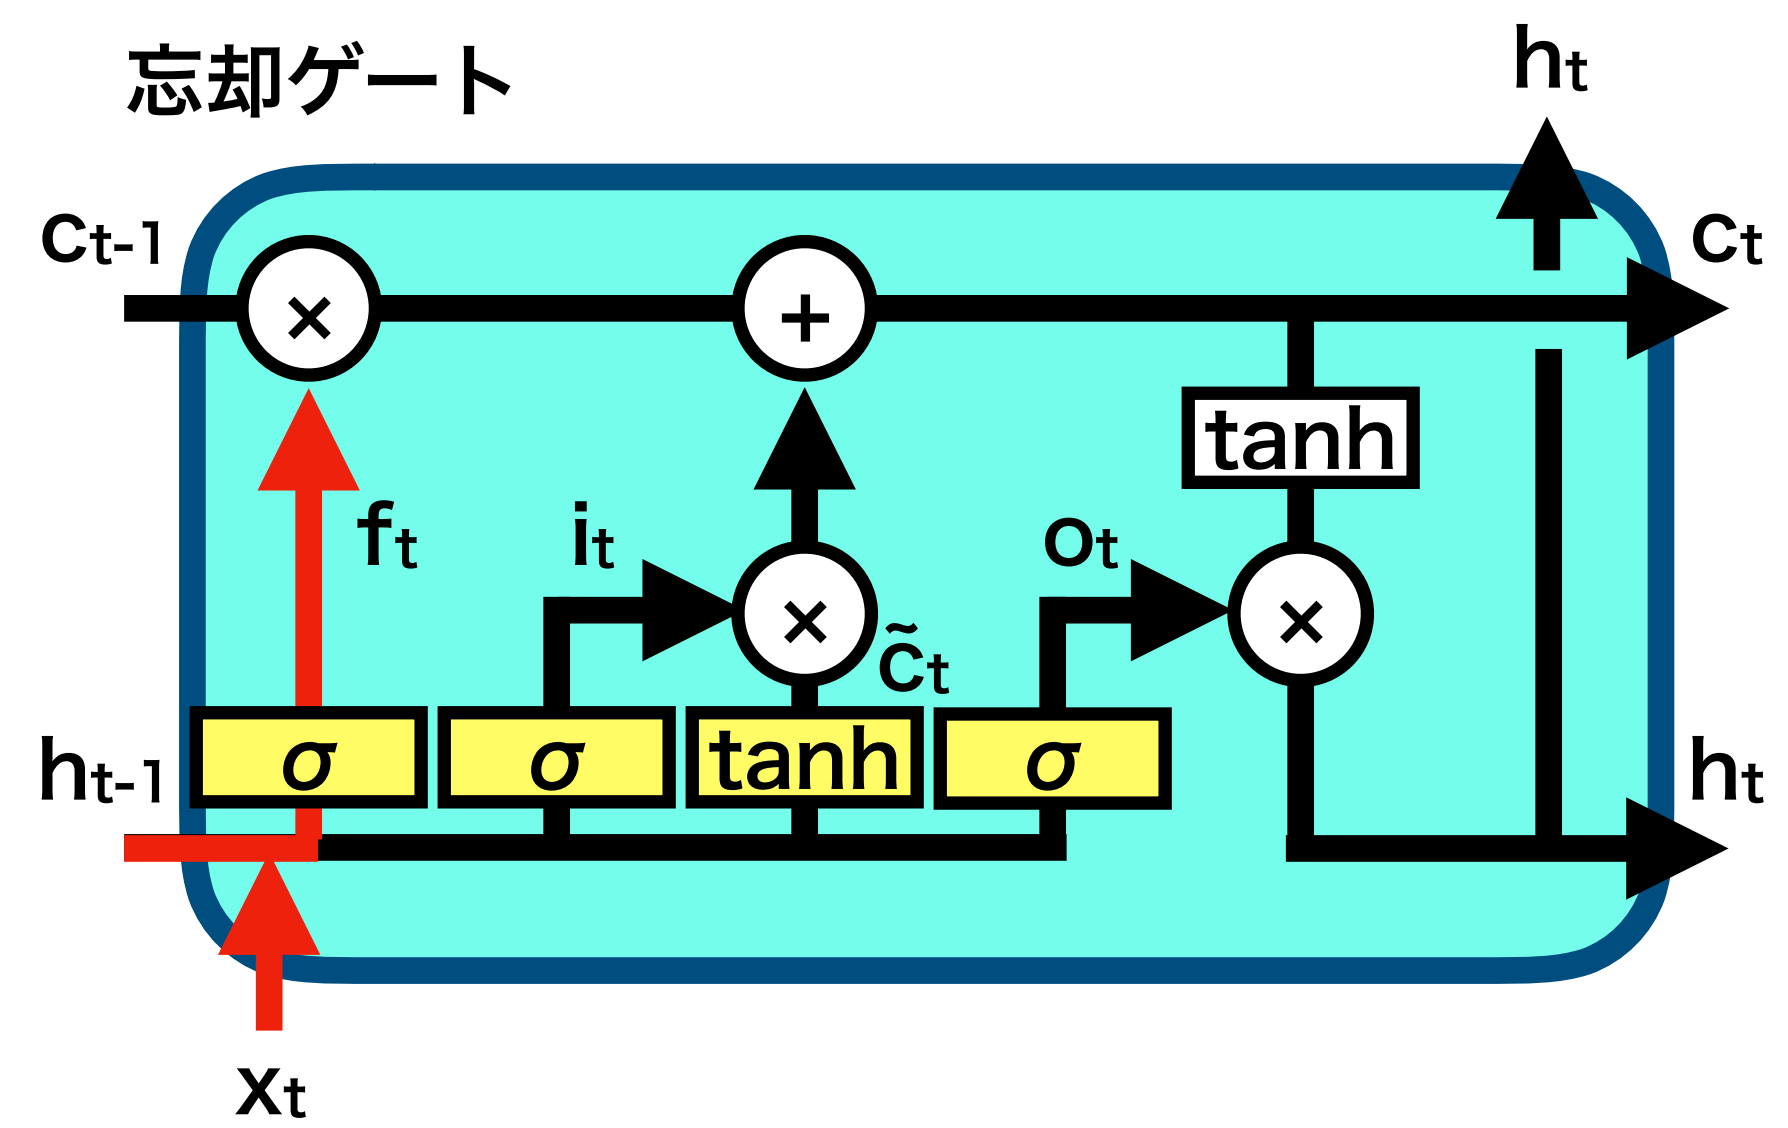 忘却ゲート
ht
ct-1
ct
×
+
tanh
ft
it
ot
×
×
c̃t
ht-1
σ
σ
tanh
σ
ht
xt